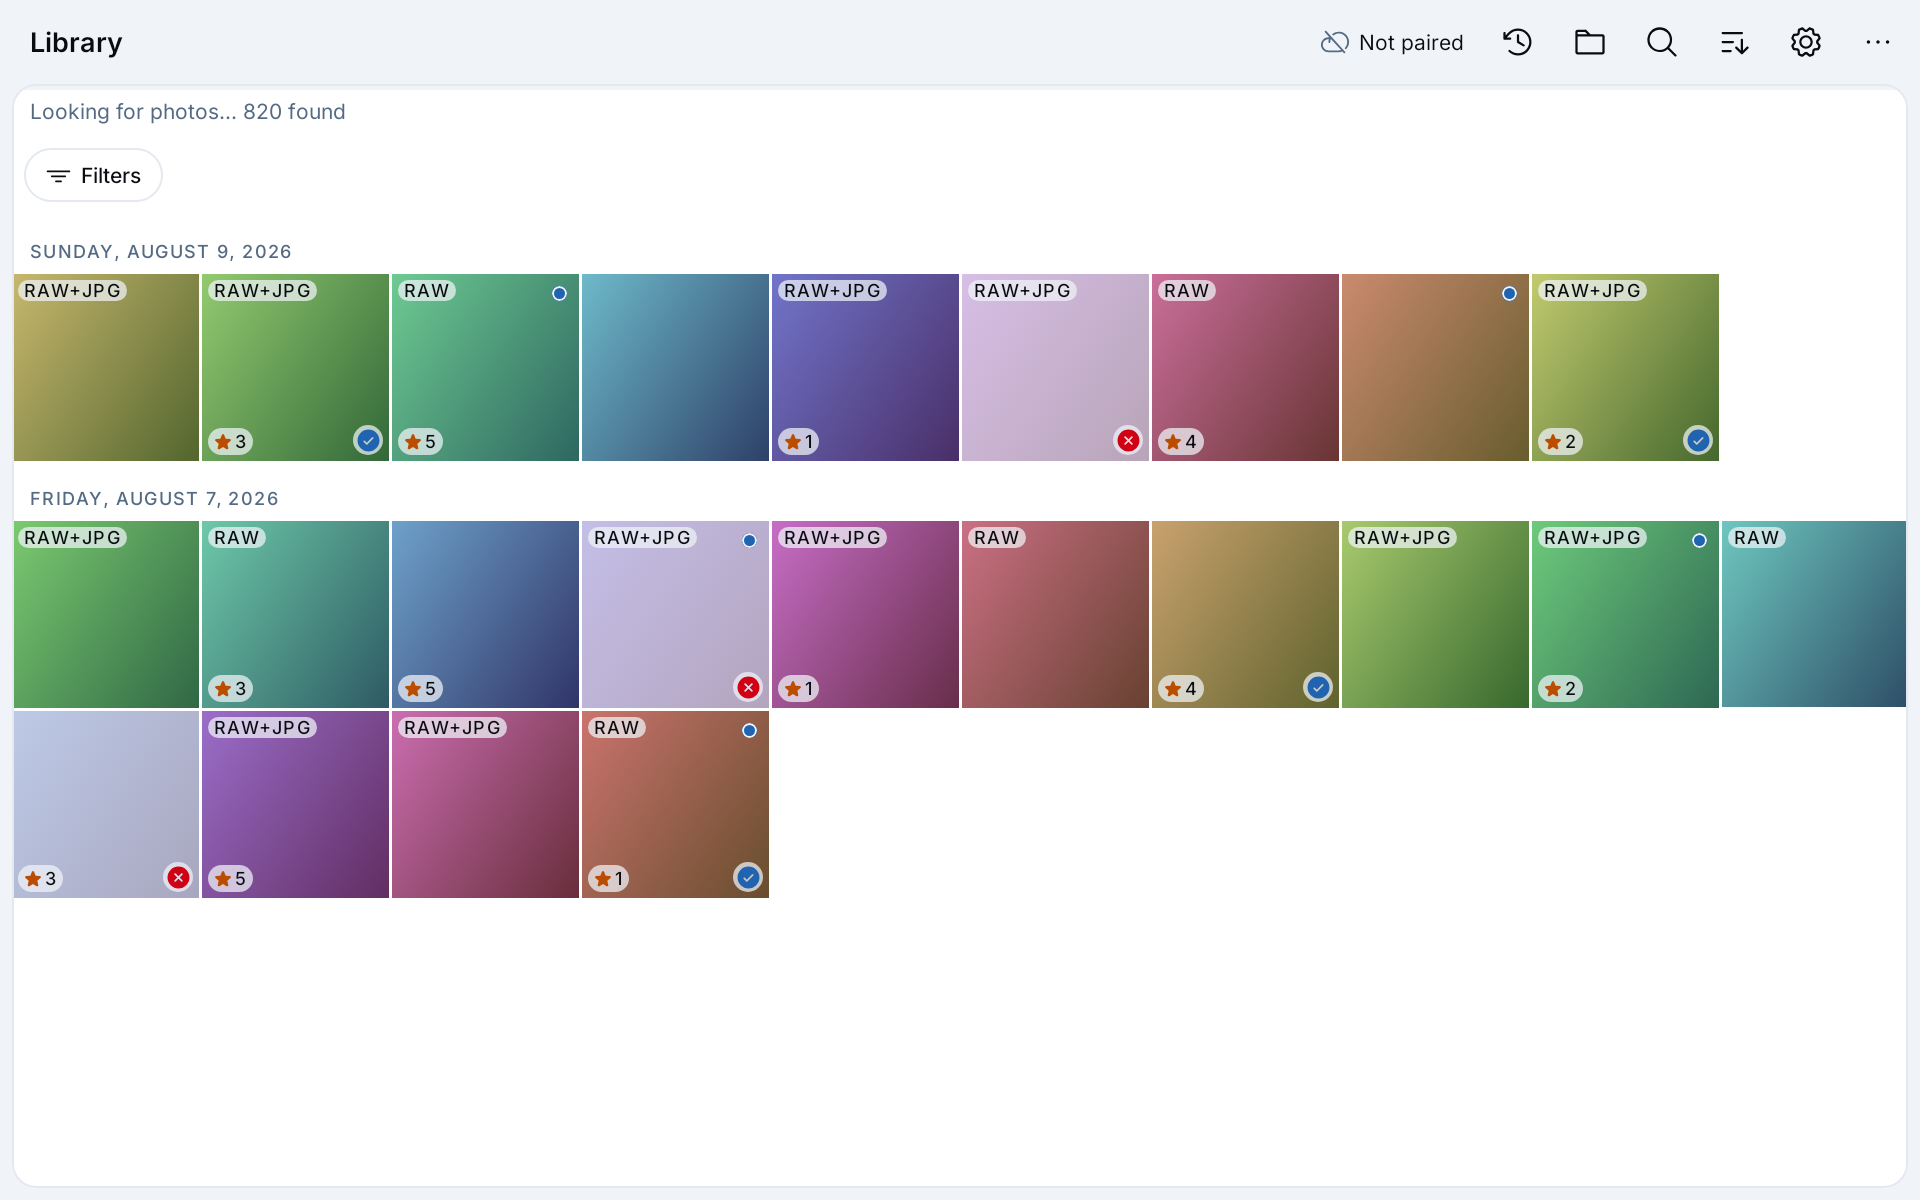 Library
Not paired
Looking for photos... 820 found
Filters
SUNDAY, AUGUST 9, 2026
RAW+JPG RAW+JPG RAW RAW+JPG RAW+JPG RAW RAW+JPG
3 5 1 4 2
FRIDAY, AUGUST 7, 2026
RAW+JPG RAW RAW+JPG RAW+JPG RAW RAW+JPG RAW+JPG RAW
3 5 1 4 2
RAW+JPG RAW+JPG RAW
3 5 1